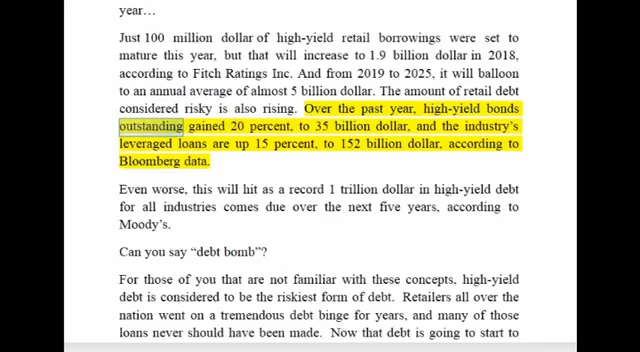 year…
Just 100 million dollar of high-yield retail borrowings were set to
mature this year, but that will increase to 1.9 billion dollar in 2018,
according to Fitch Ratings Inc. And from 2019 to 2025, it will balloon
to an annual average of almost 5 billion dollar. The amount of retail debt
considered risky is also rising. Over the past year, high-yield bonds
outstanding gained 20 percent, to 35 billion dollar, and the industry’s
leveraged loans are up 15 percent, to 152 billion dollar, according to
Bloomberg data.
Even worse, this will hit as a record 1 trillion dollar in high-yield debt
for all industries comes due over the next five years, according to
Moody’s.
Can you say “debt bomb”?
For those of you that are not familiar with these concepts, high-yield
debt is considered to be the riskiest form of debt. Retailers all over the
nation went on a tremendous debt binge for years, and many of those
loans never should have been made. Now that debt is going to start to